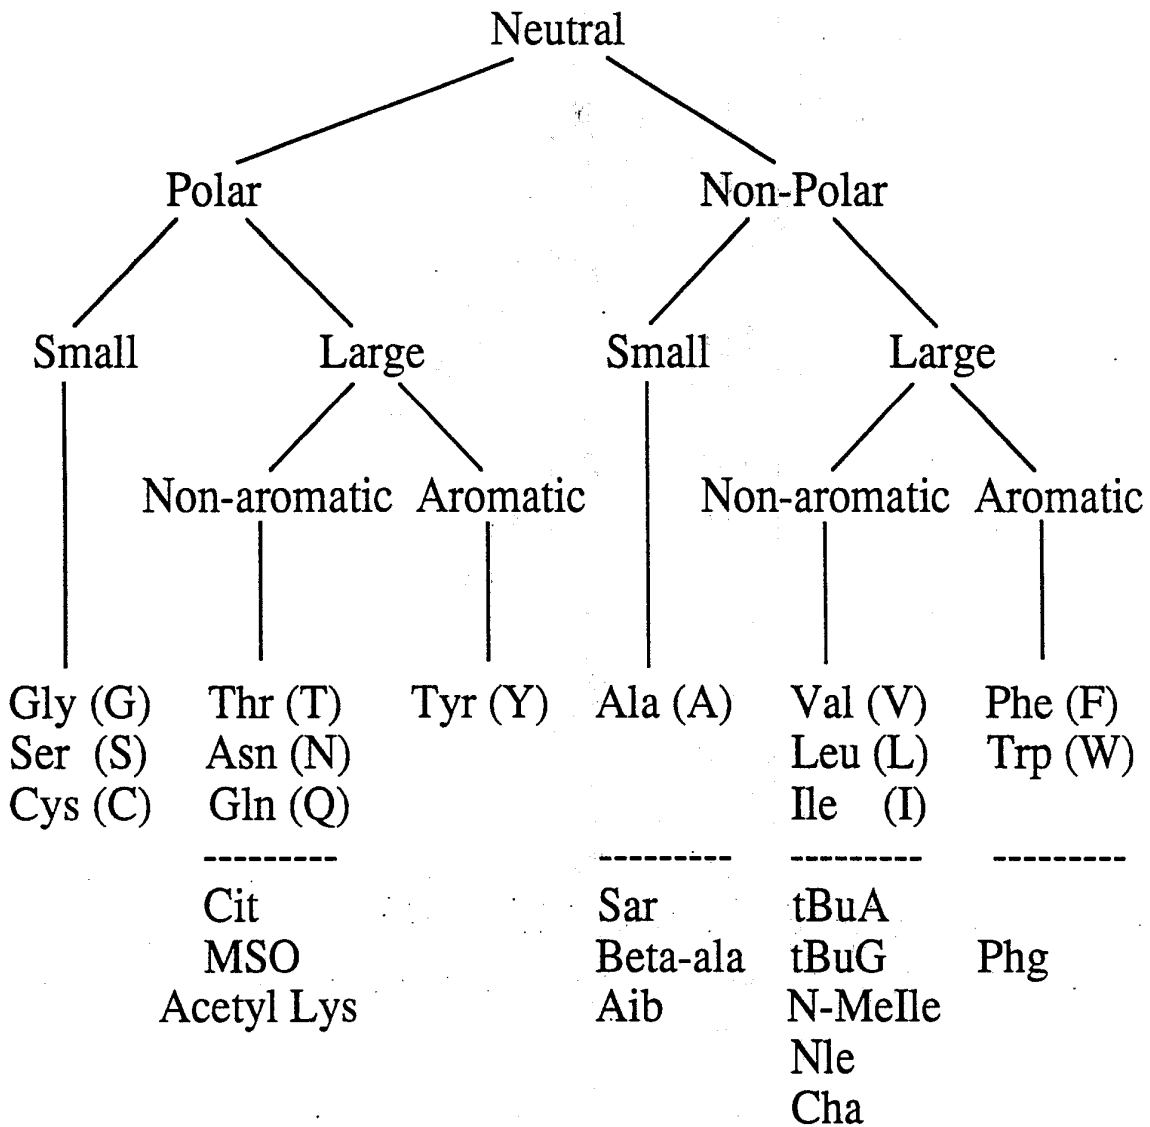 Neutral
Polar Non-Polar
Small Large Small Large
Non-aromatic Aromatic Non-aromatic Aromatic
Gly (G) Thr (T) Tyr (Y) Ala (A) Val (V) Phe (F)
Ser (S) Asn (N) Leu (L) Trp (W)
Cys (C) Gln (Q) Ile (I)
---------- ---------- ---------- ----------
Cit Sar tBuA
MSO Beta-ala tBuG Phg
Acetyl Lys Aib N-MeIle
Nle
Cha